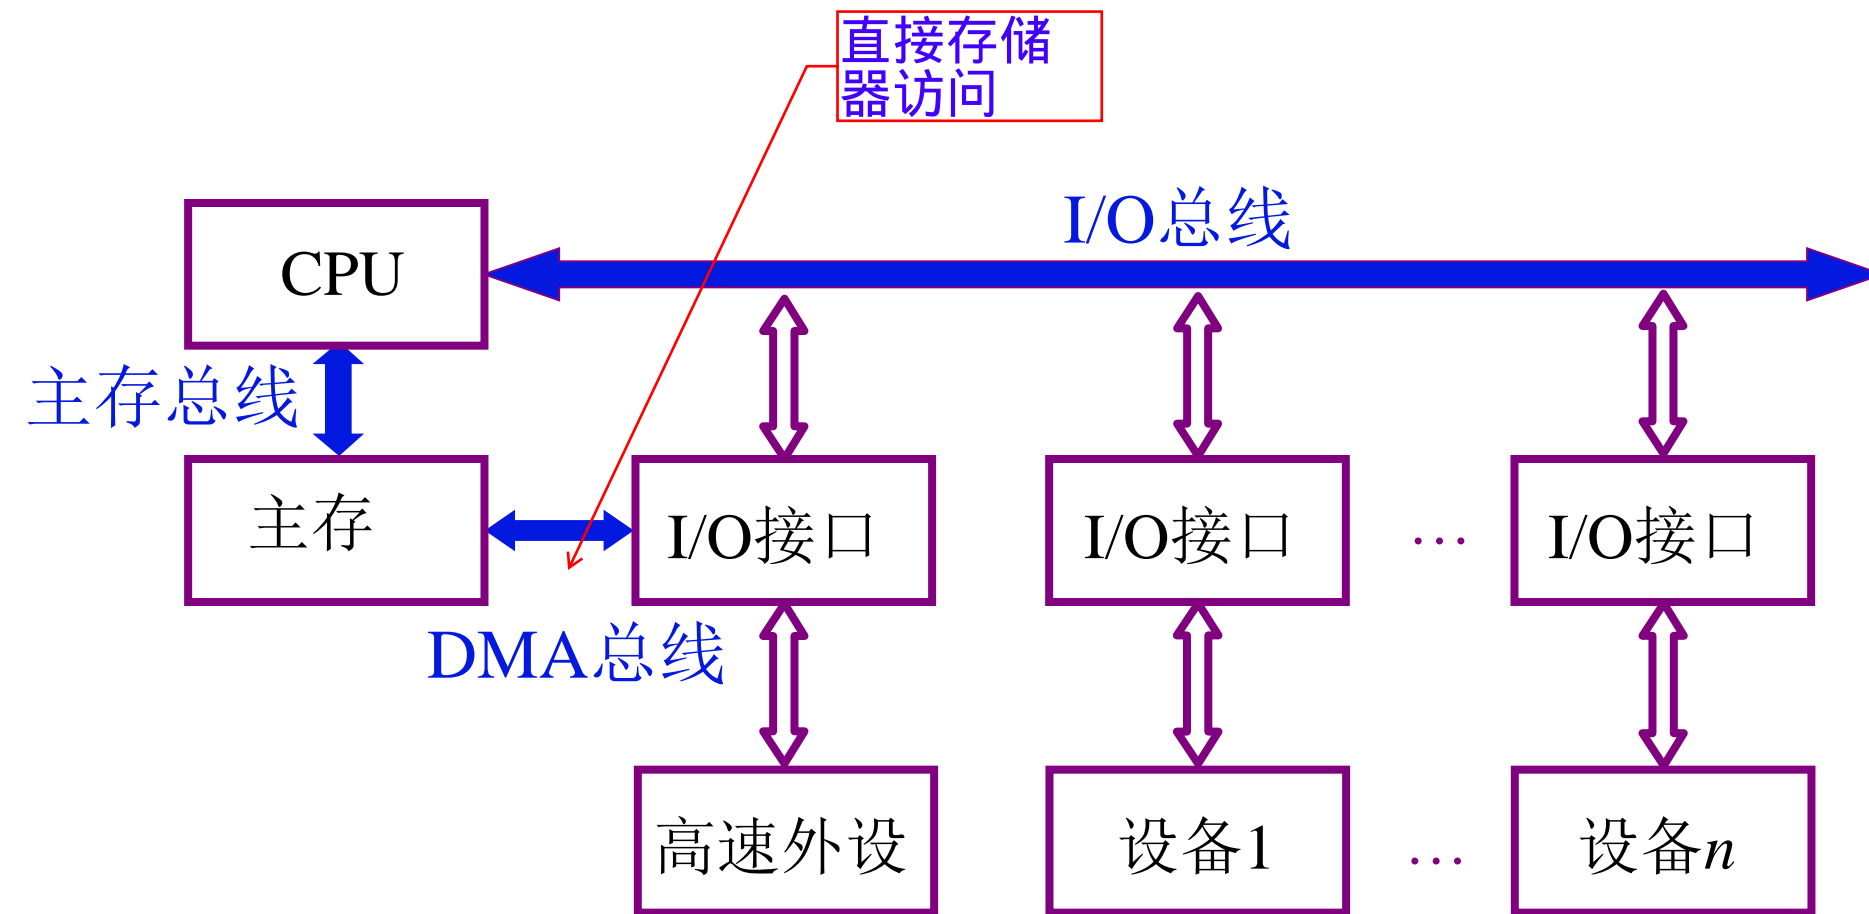 直接存储
器访问
I/O总线
CPU
主存总线
主存
I/O接口
I/O接口
...
I/O接口
DMA总线
高速外设
设备1
...
设备n